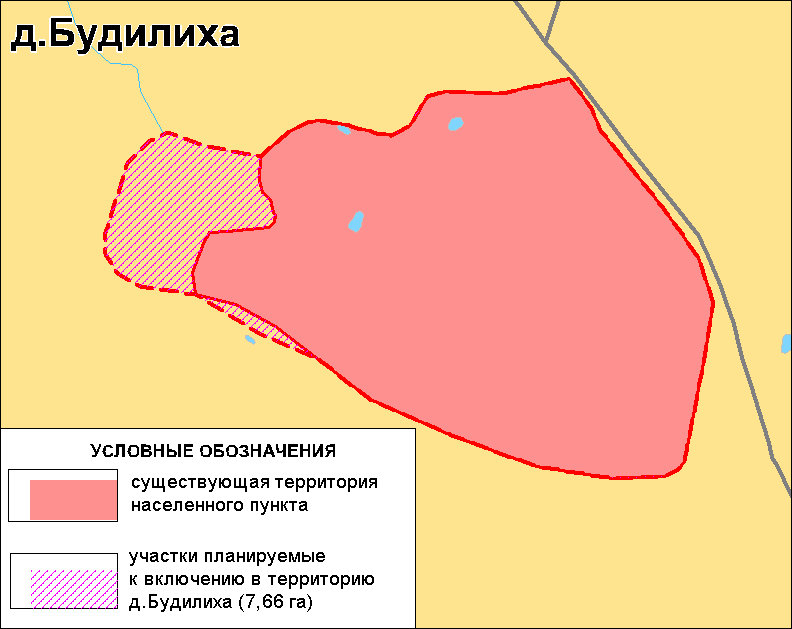 д.Будилиха
УСЛОВНЫЕ ОБОЗНАЧЕНИЯ
существующая территория
населенного пункта
участки планируемые
к включению в территорию
д.Будилиха (7,66 га)